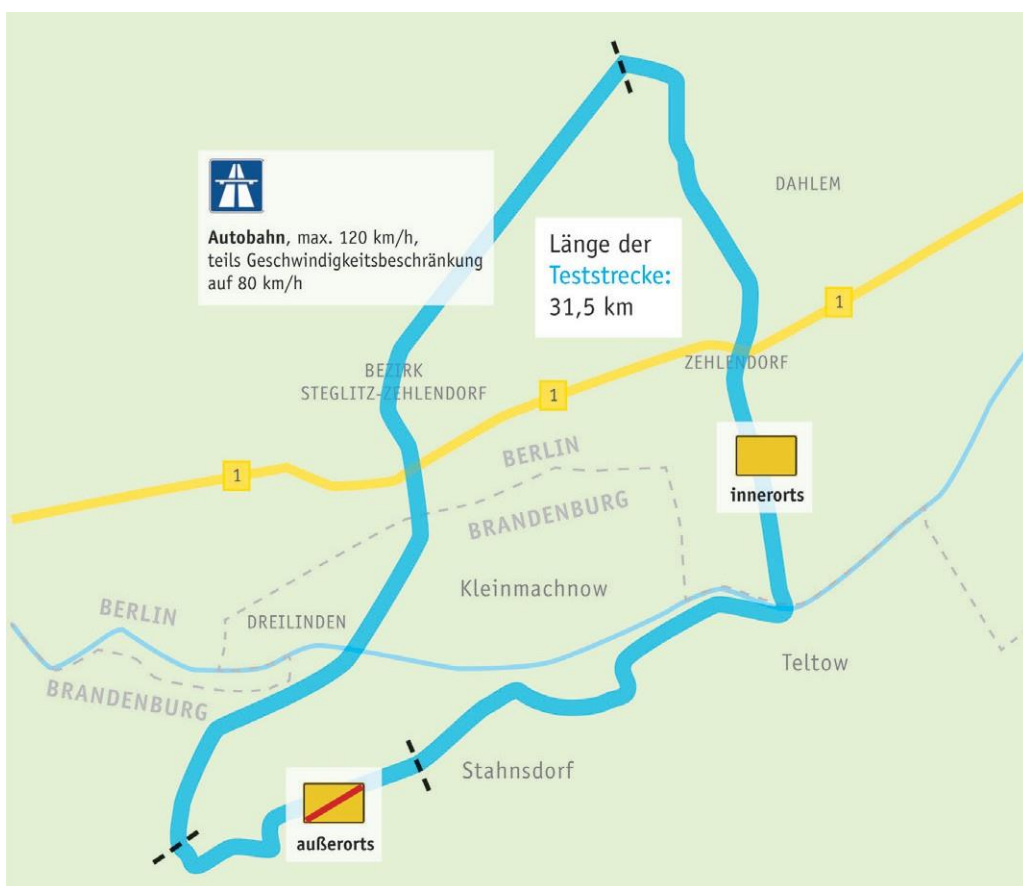 DAHLEM
Autobahn, max. 120 km/h,
teils Geschwindigkeitsbeschränkung
auf 80 km/h
Länge der
Teststrecke:
31,5 km
1
ZEHLENDORF
BEZIRK
STEGLITZ-ZEHLENDORF
1
1
BERLIN
innerorts
BRANDENBURG
Kleinmachnow
BERLIN
DREILINDEN
BRANDENBURG
Teltow
Stahnsdorf
außerorts